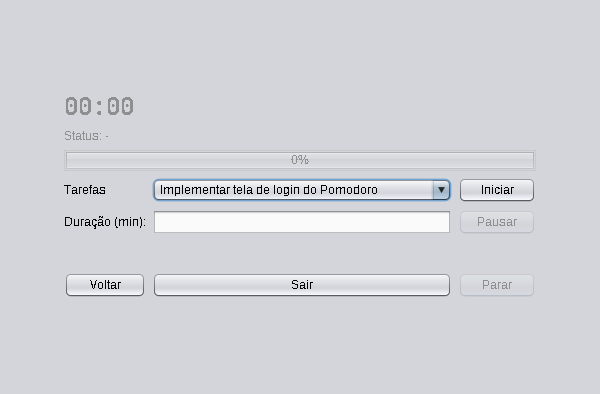 00:00
Status: -
0%
Tarefas Implementar tela de login do Pomodoro Iniciar
Duração (min): Pausar
Voltar Sair Parar